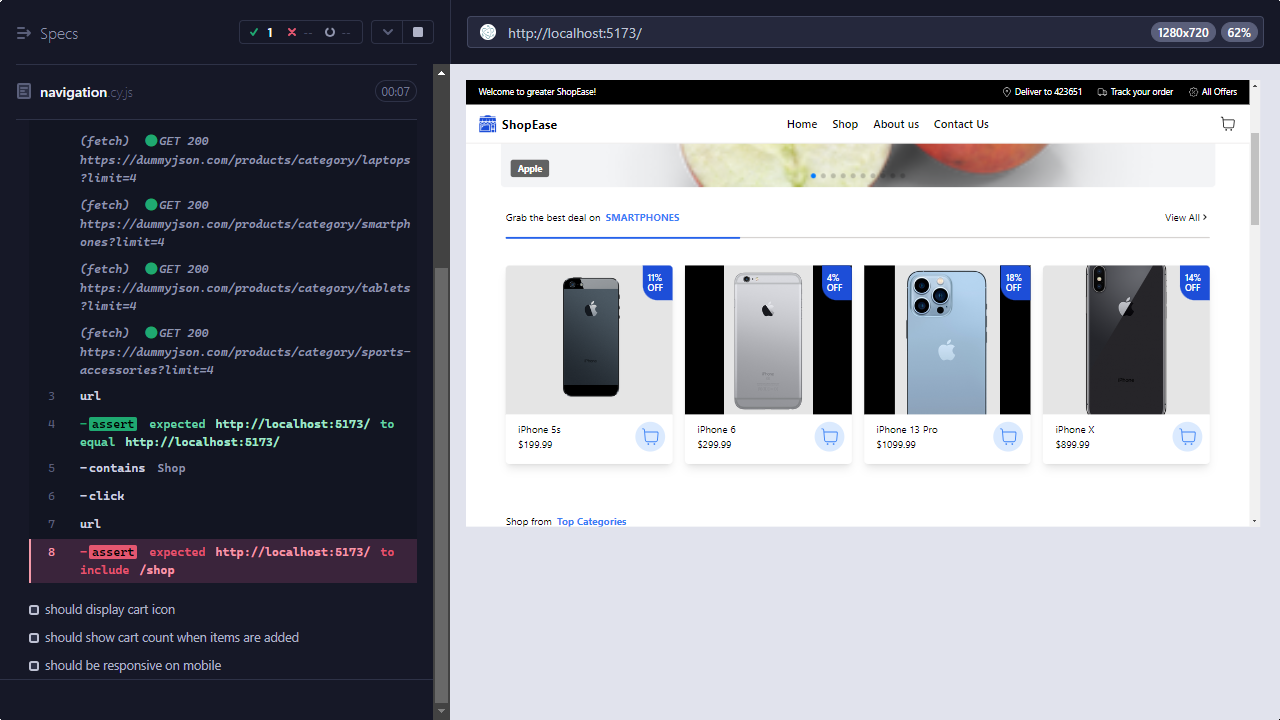 Specs
1
--
--
navigation.cy.js
00:07
(fetch) GET 200
https://dummyjson.com/products/category/laptops
?limit=4
(fetch) GET 200
https://dummyjson.com/products/category/smartph
ones?limit=4
(fetch) GET 200
https://dummyjson.com/products/category/tablets
?limit=4
(fetch) GET 200
https://dummyjson.com/products/category/sports-
accessories?limit=4
3 url
4 -assert expected http://localhost:5173/ to
equal http://localhost:5173/
5 -contains Shop
6 -click
7 url
8 -assert expected http://localhost:5173/ to
include /shop
should display cart icon
should show cart count when items are added
should be responsive on mobile
http://localhost:5173/
1280x720
62%
Welcome to greater ShopEase!
Deliver to 423651
Track your order
All Offers
ShopEase
Home
Shop
About us
Contact Us
Apple
Grab the best deal on SMARTPHONES
View All
11%
OFF
4%
OFF
18%
OFF
14%
OFF
iPhone 5s
$199.99
iPhone 6
$299.99
iPhone 13 Pro
$1099.99
iPhone X
$899.99
Shop from Top Categories